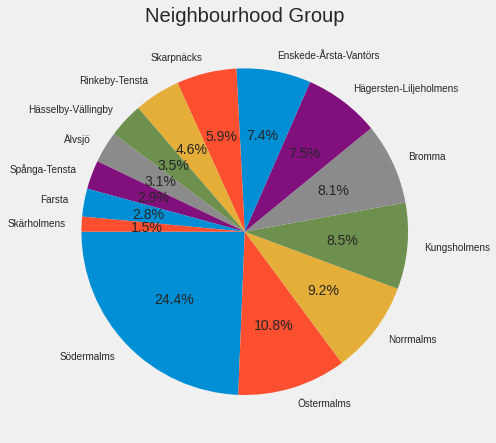 Neighbourhood Group
Skarpnäcks
Enskede-Årsta-Vantörs
Rinkeby-Tensta
Hägersten-Liljeholmens
Hässelby-Vällingby
Älvsjö
Bromma
Spånga-Tensta
Farsta
Skärholmens
Kungsholmens
Södermalms
Norrmalms
Östermalms
5.9%
7.4%
4.6%
7.5%
3.5%
3.1%
8.1%
2.9%
2.8%
1.5%
8.5%
24.4%
9.2%
10.8%